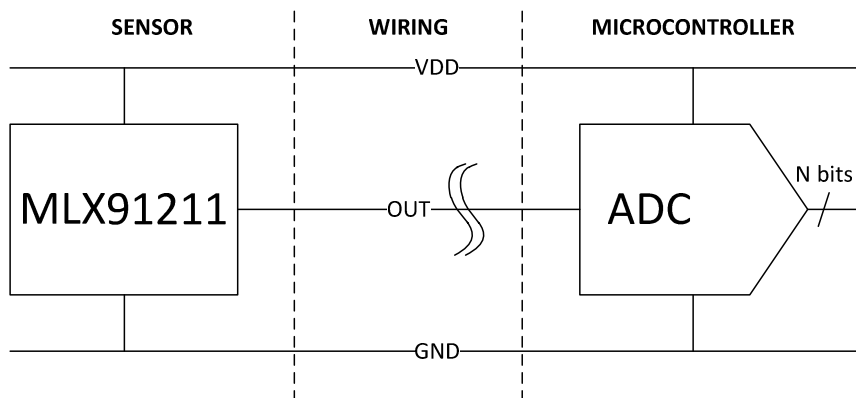 SENSOR
WIRING
MICROCONTROLLER
VDD
MLX91211
OUT
ADC
N bits
GND